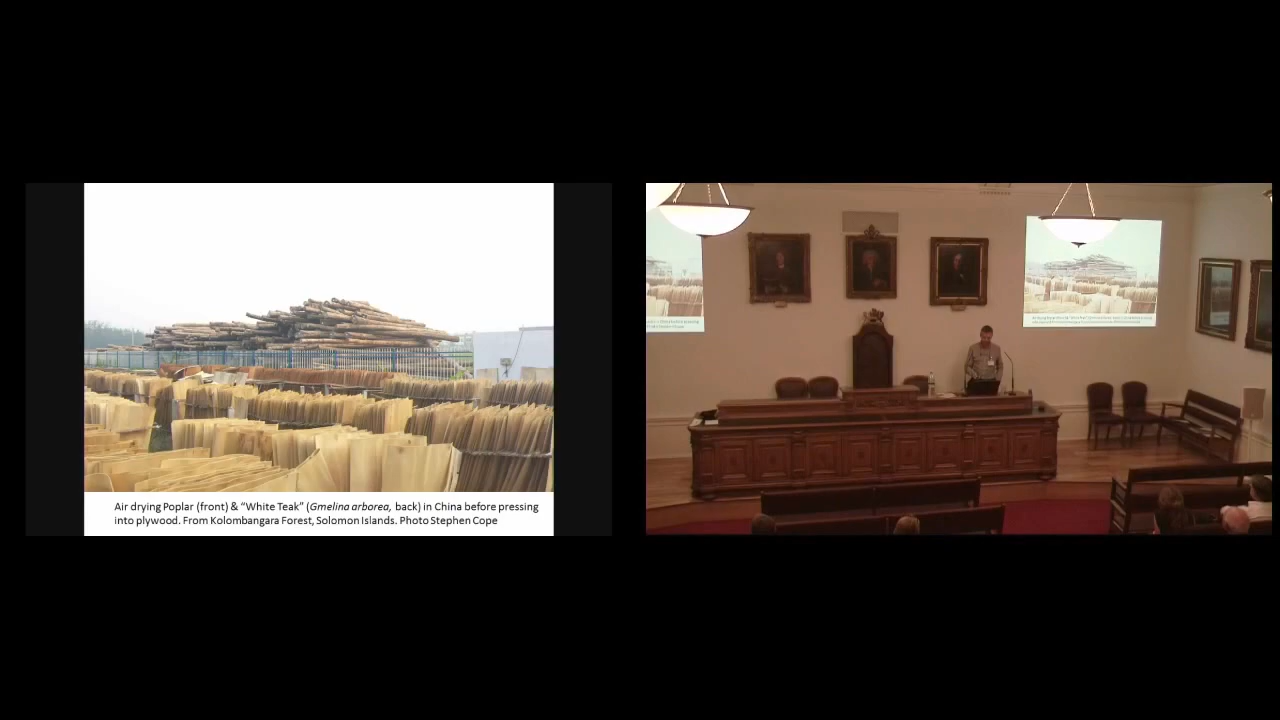 Air drying Poplar (front) & “White Teak” (Gmelina arborea, back) in China before pressing
into plywood. From Kolombangara Forest, Solomon Islands. Photo Stephen Cope